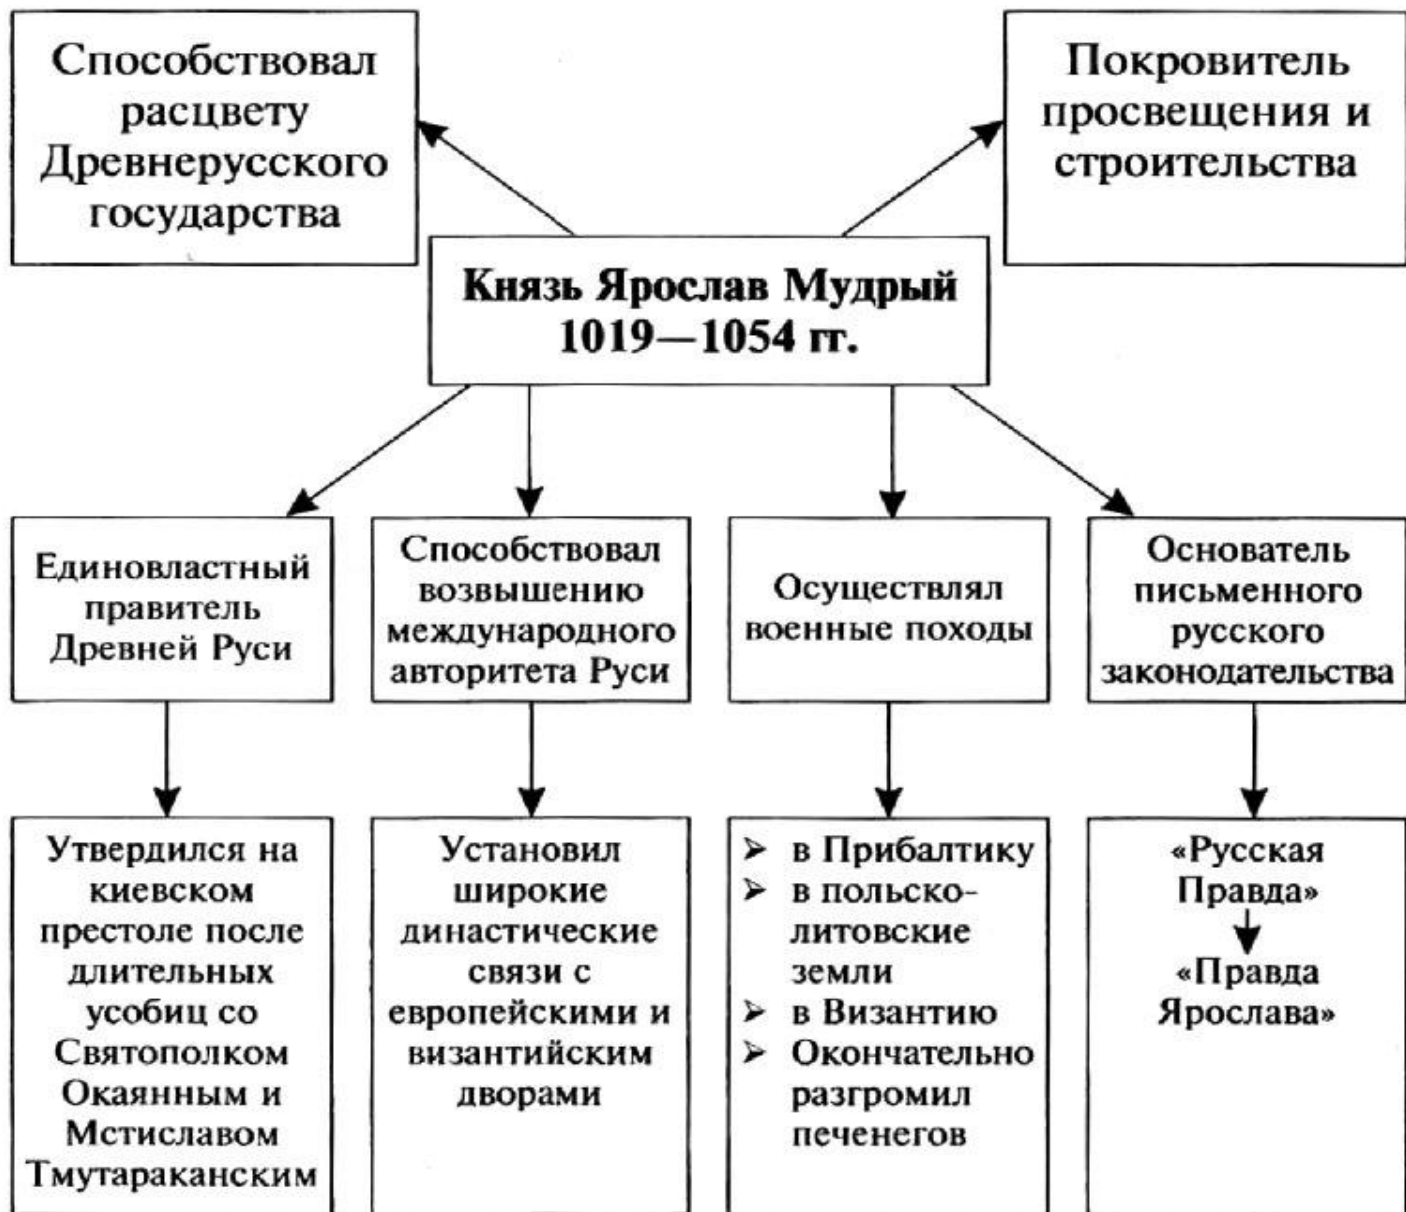 Способствовал
расцвету
Древнерусского
государства
Покровитель
просвещения и
строительства
Князь Ярослав Мудрый
1019—1054 гг.
Единовластный
правитель
Древней Руси
Способствовал
возвышению
международного
авторитета Руси
Осуществлял
военные походы
Основатель
письменного
русского
законодательства
Утвердился на
киевском
престоле после
длительных
усобиц со
Святополком
Окаянным и
Мстиславом
Тмутараканским
Установил
широкие
династические
связи с
европейскими и
византийским
дворами
➢ в Прибалтику
➢ в польско-
литовские
земли
➢ в Византию
➢ Окончательно
разгромил
печенегов
«Русская
Правда»
«Правда
Ярослава»